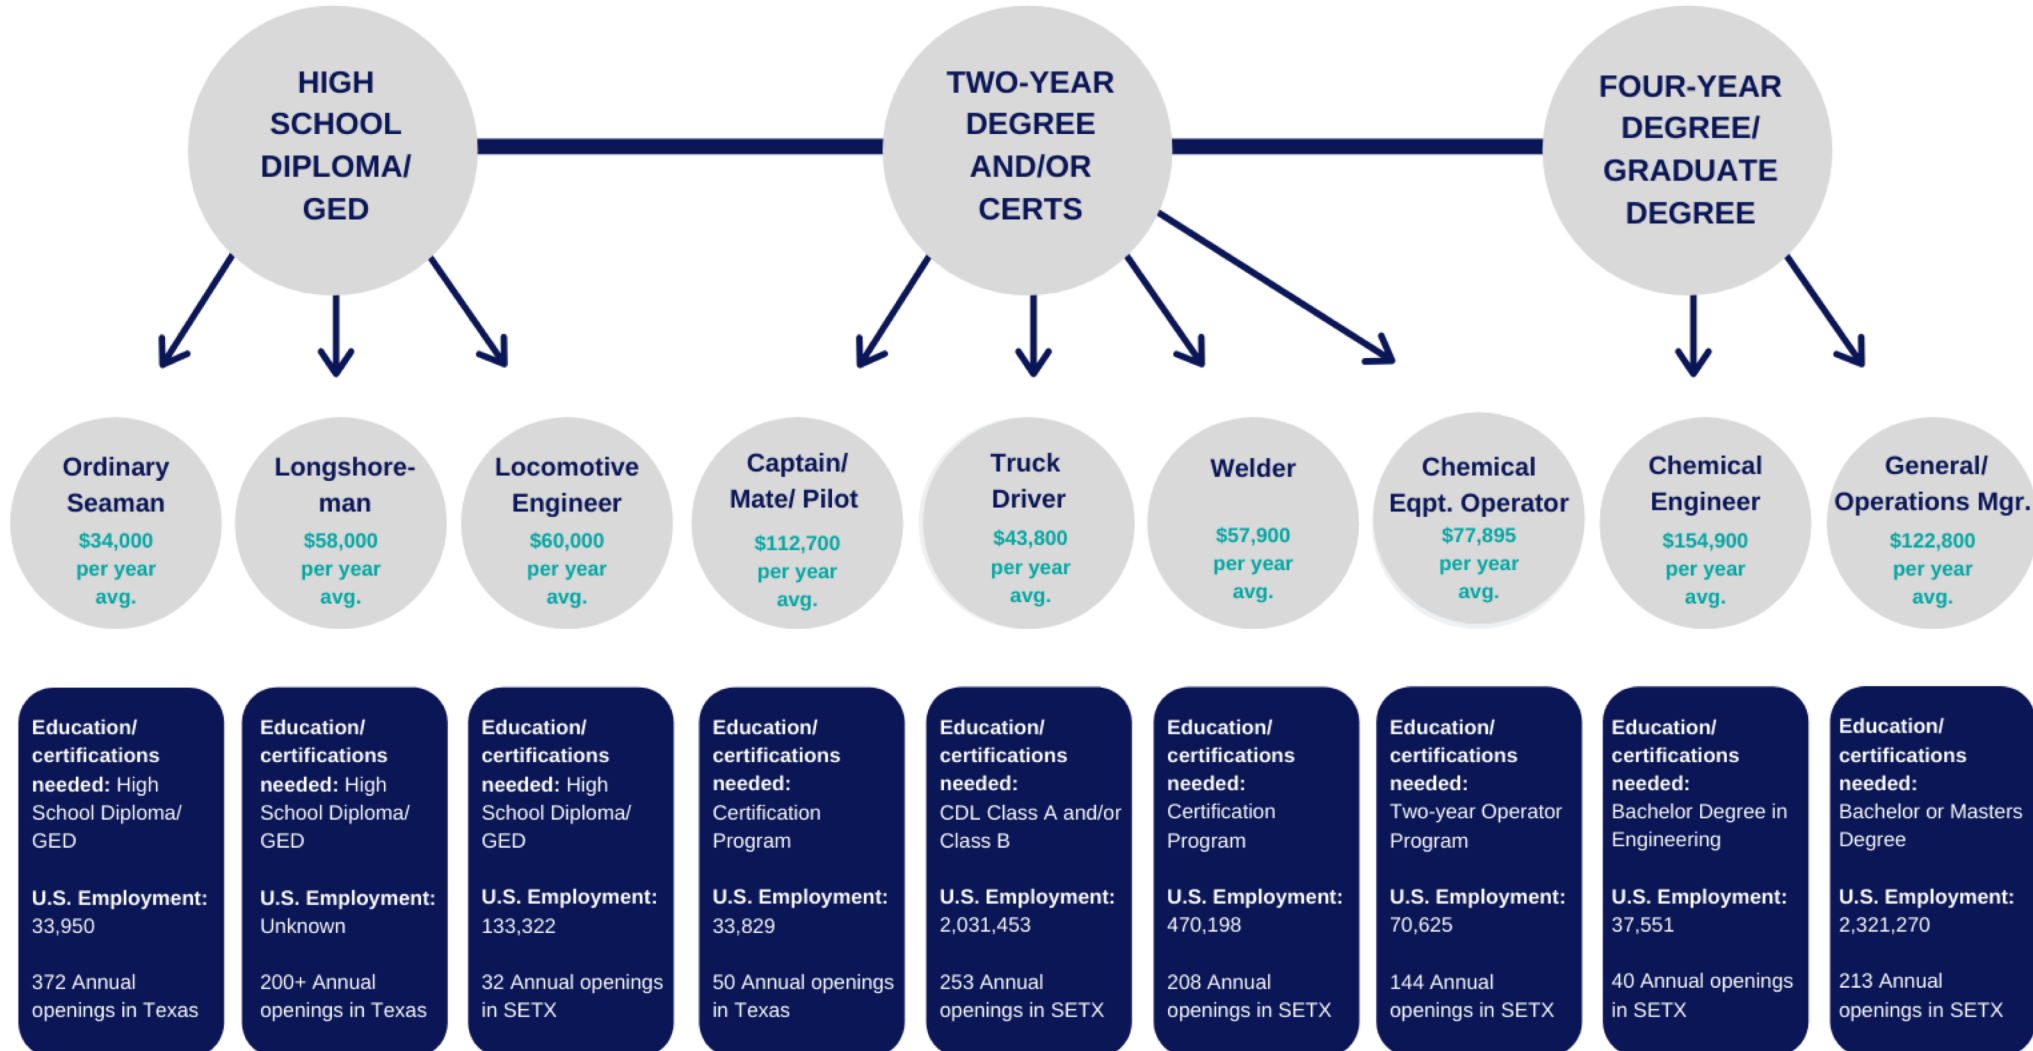 HIGH
SCHOOL
DIPLOMA/
GED
TWO-YEAR
DEGREE
AND/OR
CERTS
FOUR-YEAR
DEGREE/
GRADUATE
DEGREE
Ordinary
Seaman
$34,000
per year
avg.
Longshore-
man
$58,000
per year
avg.
Locomotive
Engineer
$60,000
per year
avg.
Captain/
Mate/ Pilot
$112,700
per year
avg.
Truck
Driver
$43,800
per year
avg.
Welder
$57,900
per year
avg.
Chemical
Eqpt. Operator
$77,895
per year
avg.
Chemical
Engineer
$154,900
per year
avg.
General/
Operations Mgr.
$122,800
per year
avg.
Education/
certifications
needed: High
School Diploma/
GED
U.S. Employment:
33,950
372 Annual
openings in Texas
Education/
certifications
needed: High
School Diploma/
GED
U.S. Employment:
Unknown
200+ Annual
openings in Texas
Education/
certifications
needed: High
School Diploma/
GED
U.S. Employment:
133,322
32 Annual openings
in SETX
Education/
certifications
needed:
Certification
Program
U.S. Employment:
33,829
50 Annual openings
in Texas
Education/
certifications
needed:
CDL Class A and/or
Class B
U.S. Employment:
2,031,453
253 Annual
openings in SETX
Education/
certifications
needed:
Certification
Program
U.S. Employment:
470,198
208 Annual
openings in SETX
Education/
certifications
needed:
Two-year Operator
Program
U.S. Employment:
70,625
144 Annual
openings in SETX
Education/
certifications
needed:
Bachelor Degree in
Engineering
U.S. Employment:
37,551
40 Annual openings
in SETX
Education/
certifications
needed:
Bachelor or Masters
Degree
U.S. Employment:
2,321,270
213 Annual
openings in SETX